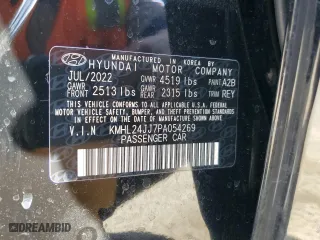 MANUFACTURED IN KOREA BY
HYUNDAI MOTOR COMPANY
JUL/2022 GVWR 4519 lbs PAINT A2B
GAWR FRONT 2513 lbs GAWR REAR 2315 lbs TRIM REY
THIS VEHICLE CONFORMS TO ALL APPLICABLE U.S. FEDERAL
MOTOR VEHICLE SAFETY, BUMPER, AND THEFT PREVENTION
STANDARDS IN EFFECT ON THE DATE OF MANUFACTURE SHOWN ABOVE.
V.I.N KMHL24JJ7PA054269
PASSENGER CAR
CARFAST.EXPRESS